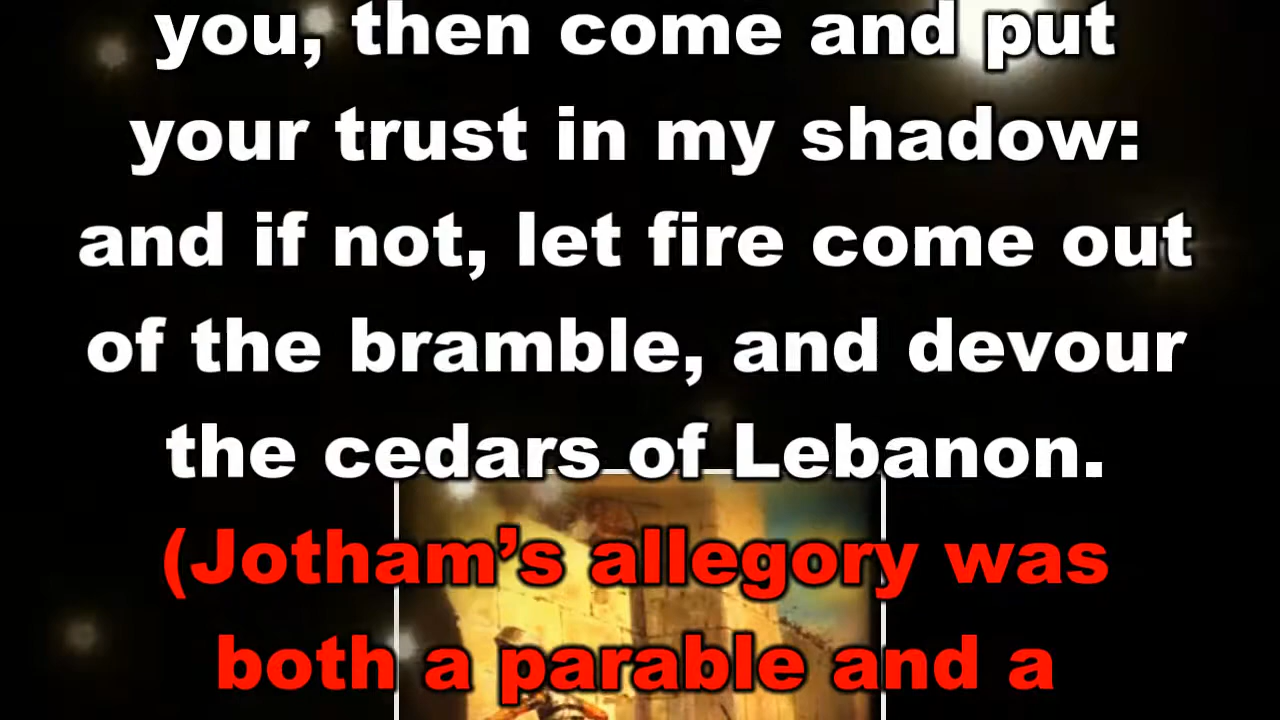 you, then come and put
your trust in my shadow:
and if not, let fire come out
of the bramble, and devour
the cedars of Lebanon.
(Jotham’s allegory was
both a parable and a